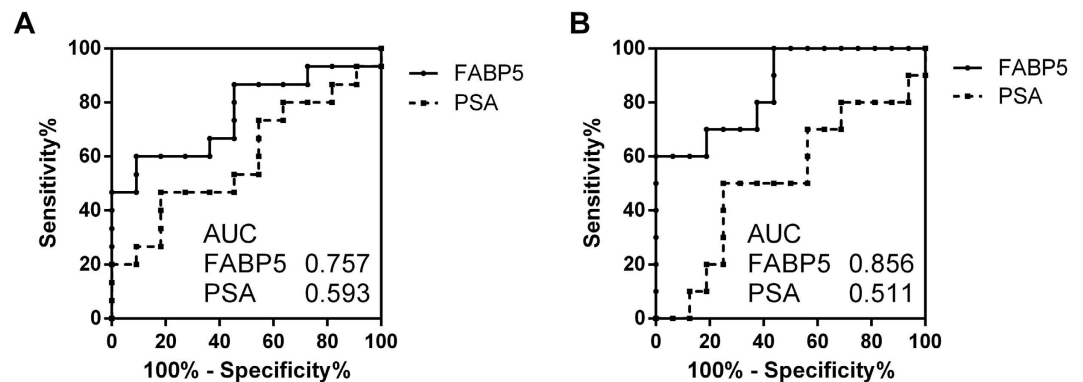 A
Sensitivity%
100
80
60
40
20
0
0 20 40 60 80 100
100% - Specificity%
FABP5
PSA
AUC
FABP5 0.757
PSA 0.593
B
Sensitivity%
100
80
60
40
20
0
0 20 40 60 80 100
100% - Specificity%
FABP5
PSA
AUC
FABP5 0.856
PSA 0.511